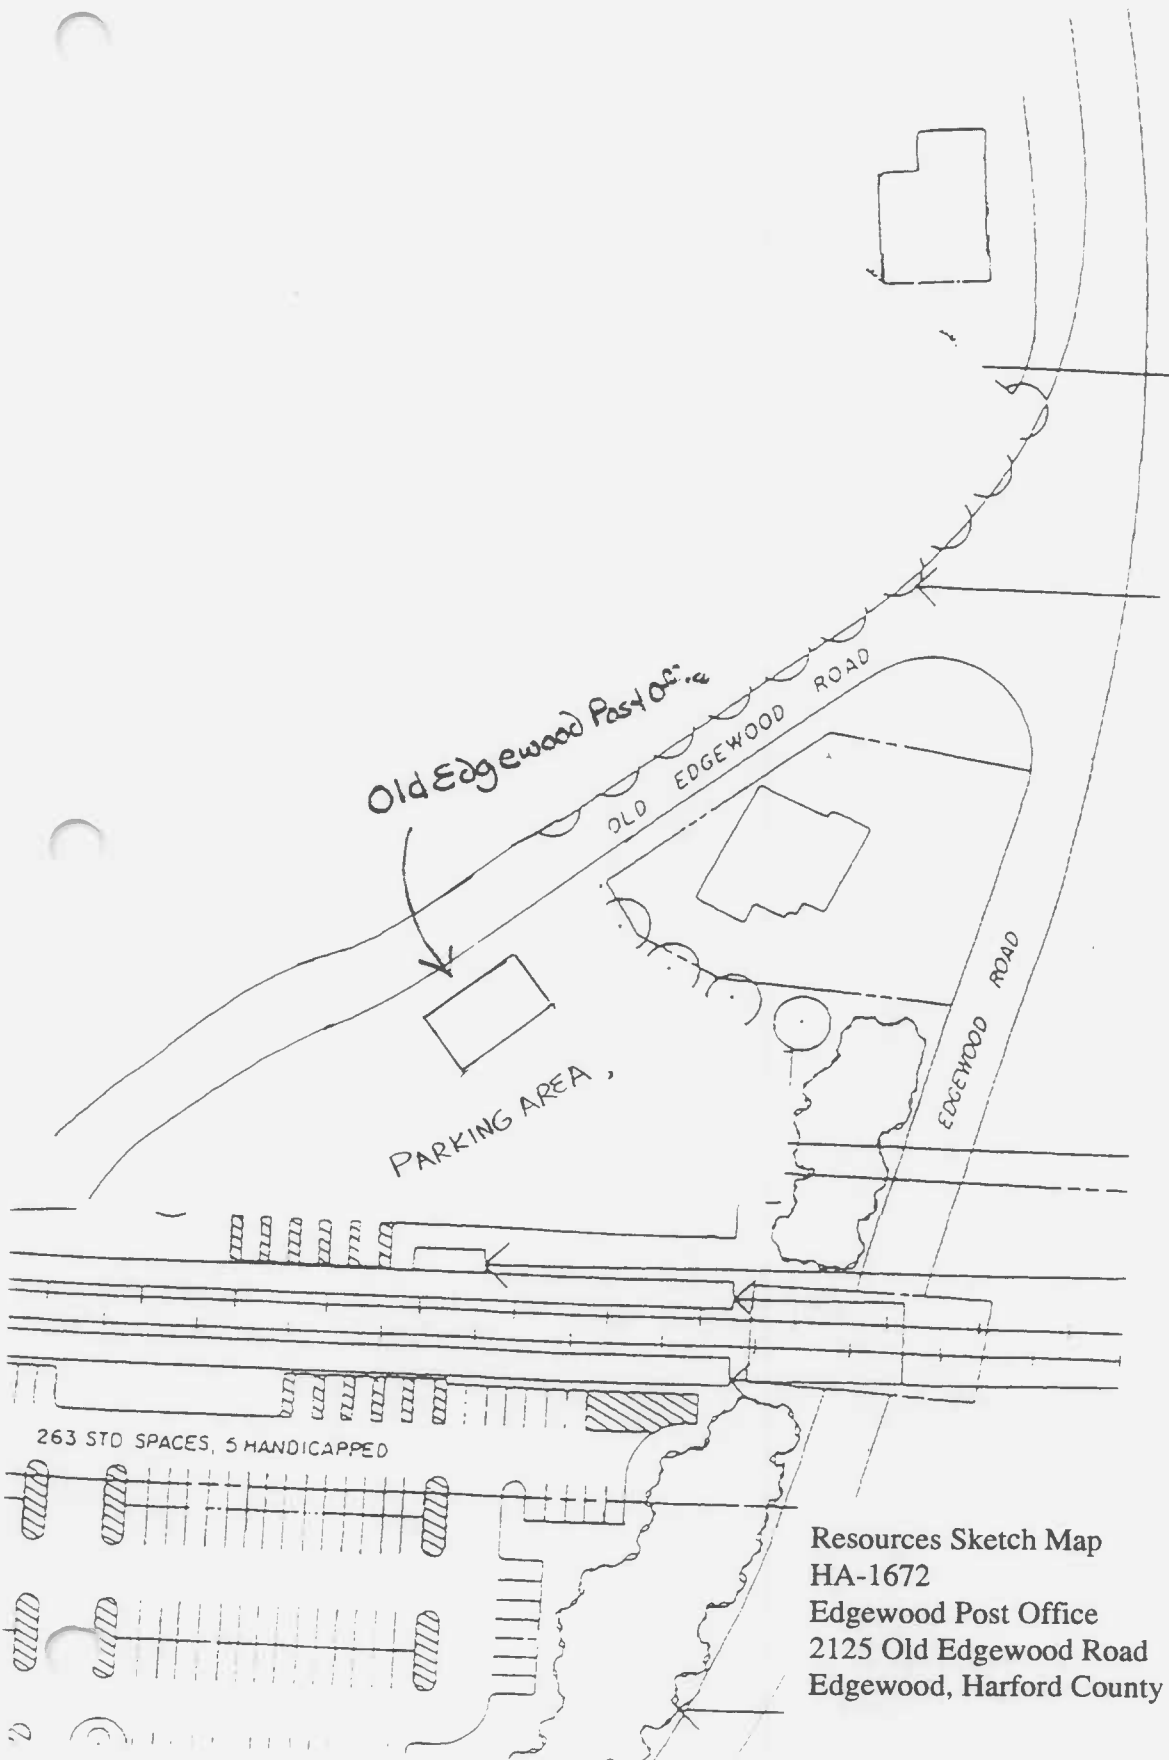 Old Edgewood Post Office
OLD EDGEWOOD ROAD
EDGEWOOD ROAD
PARKING AREA
263 STD SPACES, 5 HANDICAPPED
Resources Sketch Map
HA-1672
Edgewood Post Office
2125 Old Edgewood Road
Edgewood, Harford County